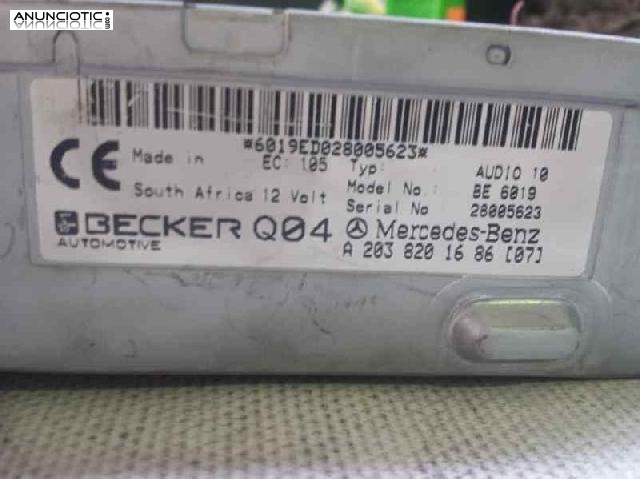 ANUNCIOTIC
*6019ED028005623*
CE Made in EC: 105 Typ: AUDIO 10
South Africa 12 Volt Model No.: BE 6019
Serial No 28005623
BECKER Q04 Mercedes-Benz
AUTOMOTIVE A 203 820 16 86 [07]